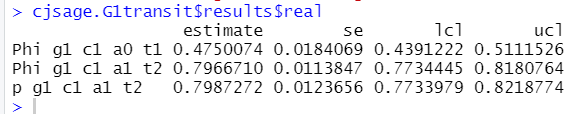 > cjsage.G1transit$results$real
estimate se lcl ucl
Phi g1 c1 a0 t1 0.4750074 0.0184069 0.4391222 0.5111526
Phi g1 c1 a1 t2 0.7966710 0.0113847 0.7734445 0.8180764
p g1 c1 a1 t2 0.7987272 0.0123656 0.7733979 0.8218774
>